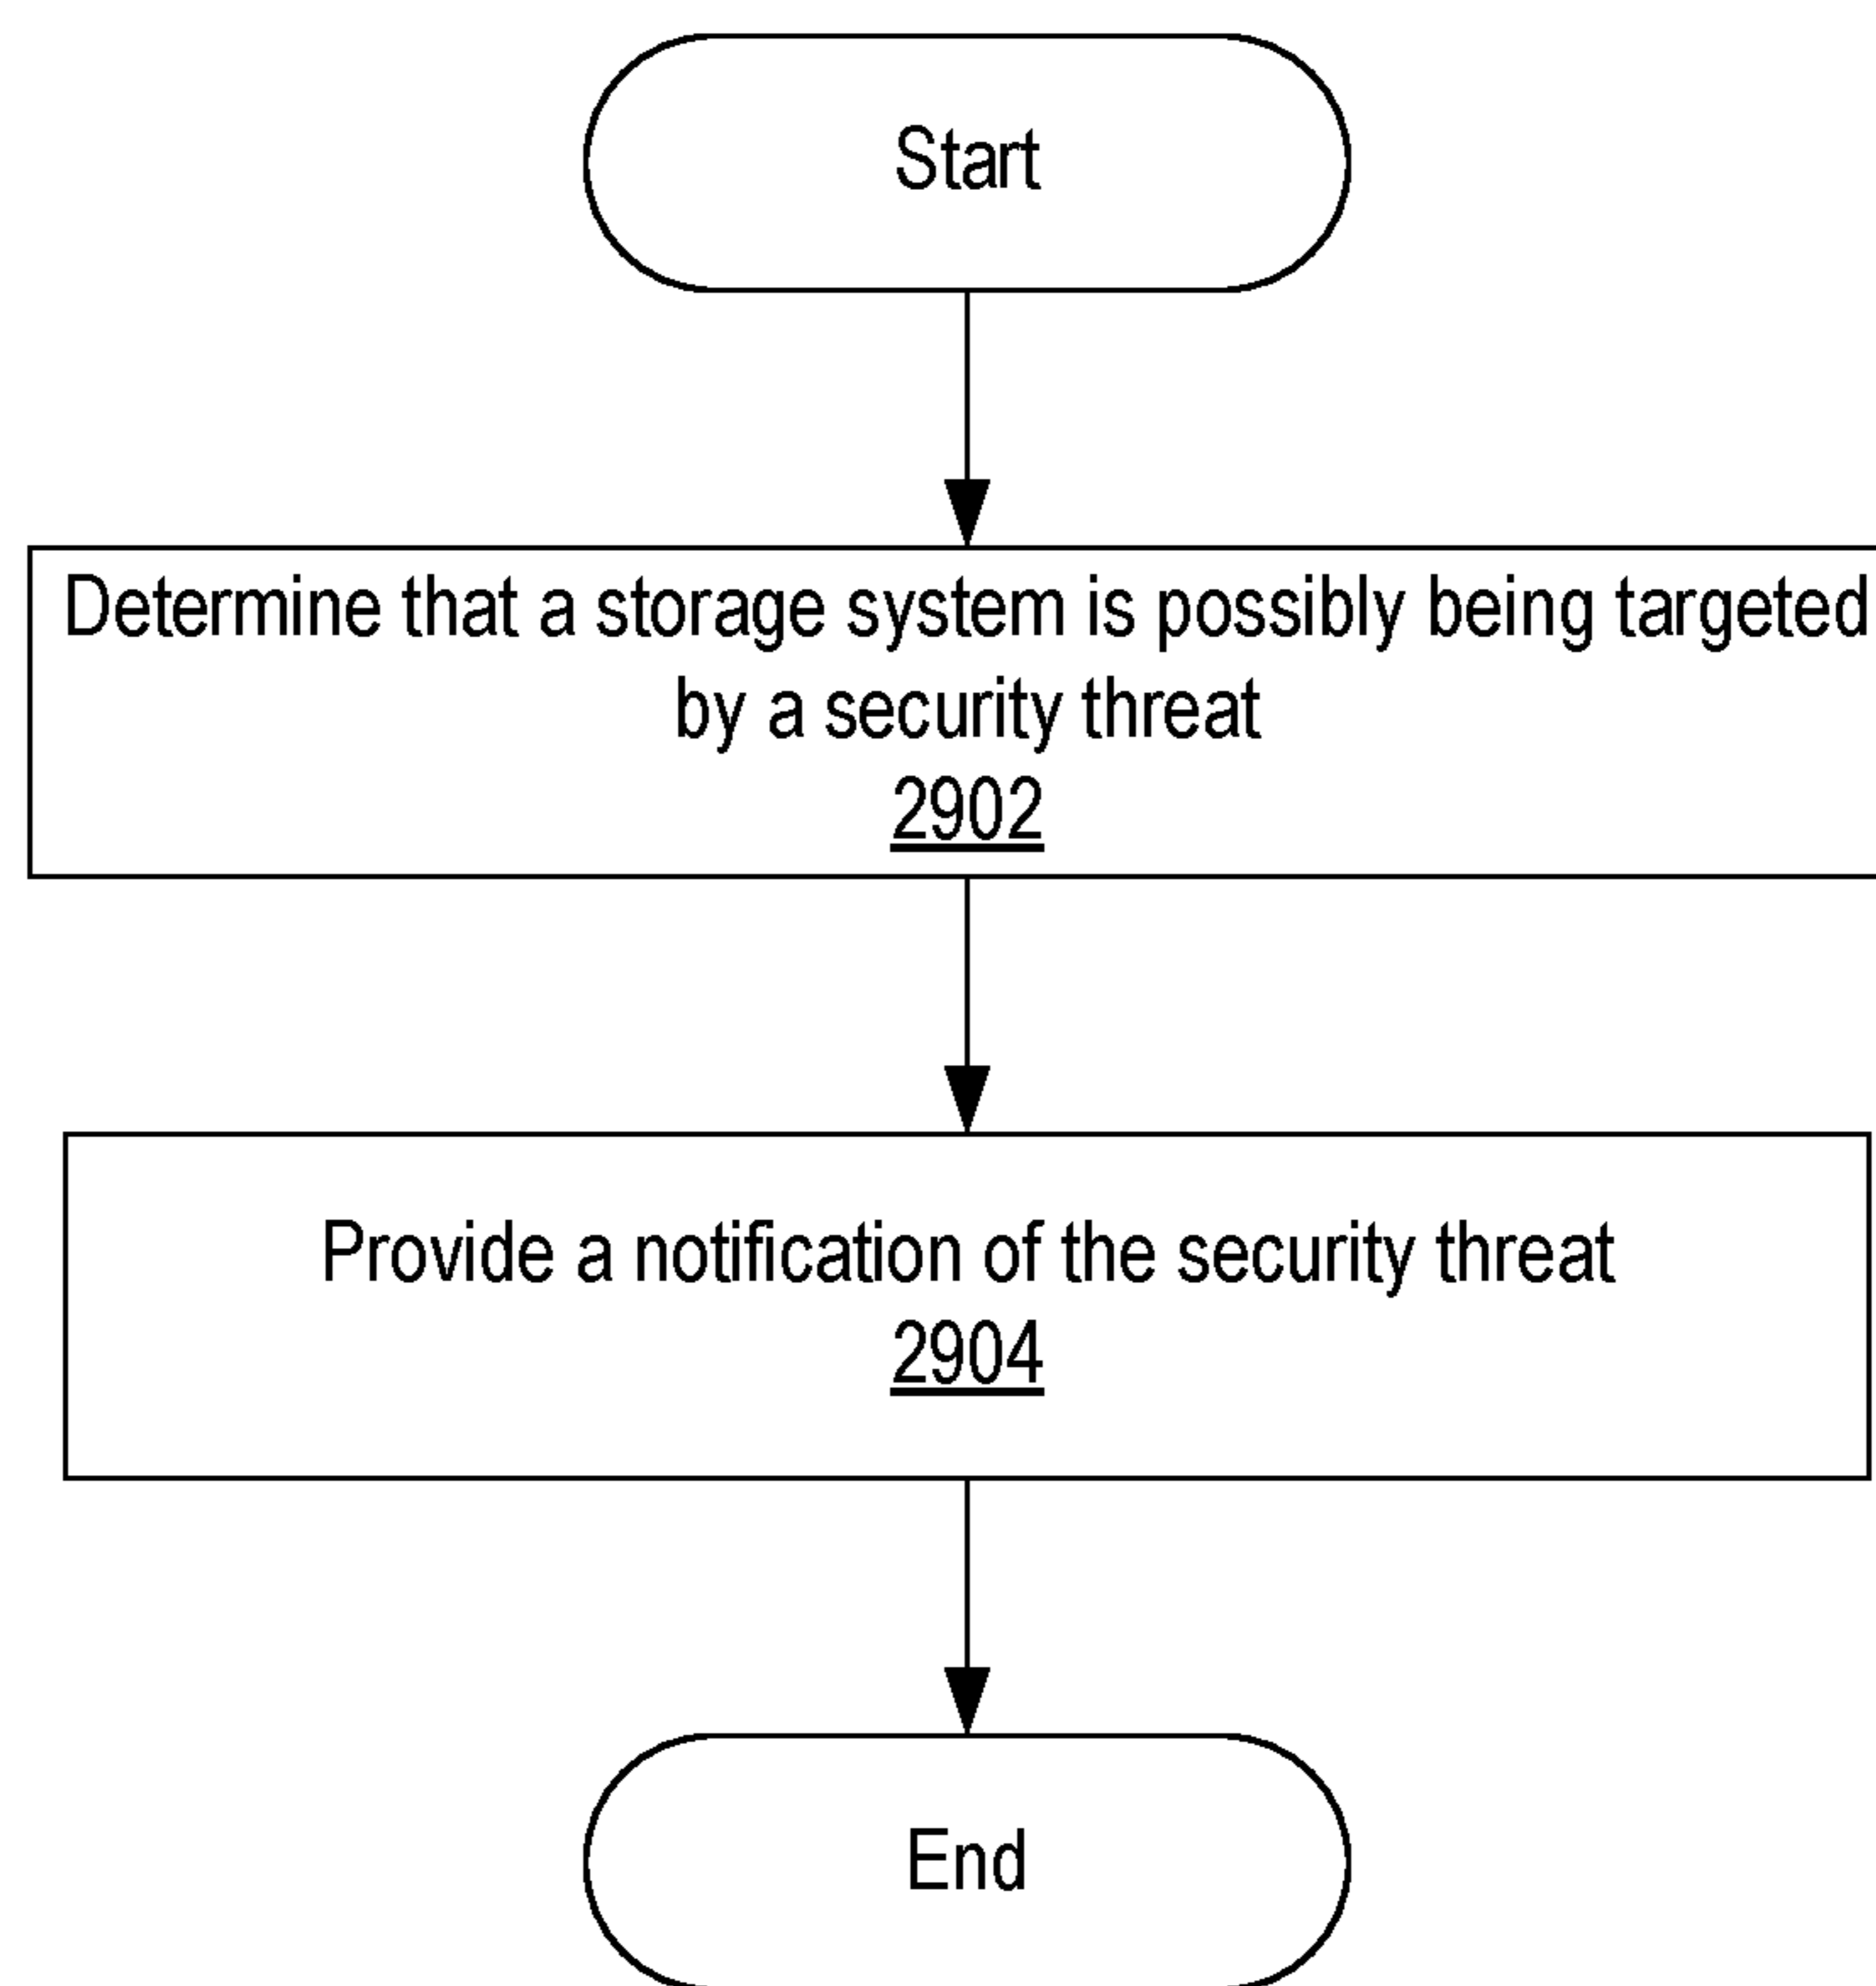 Start
Determine that a storage system is possibly being targeted
by a security threat
2902
Provide a notification of the security threat
2904
End